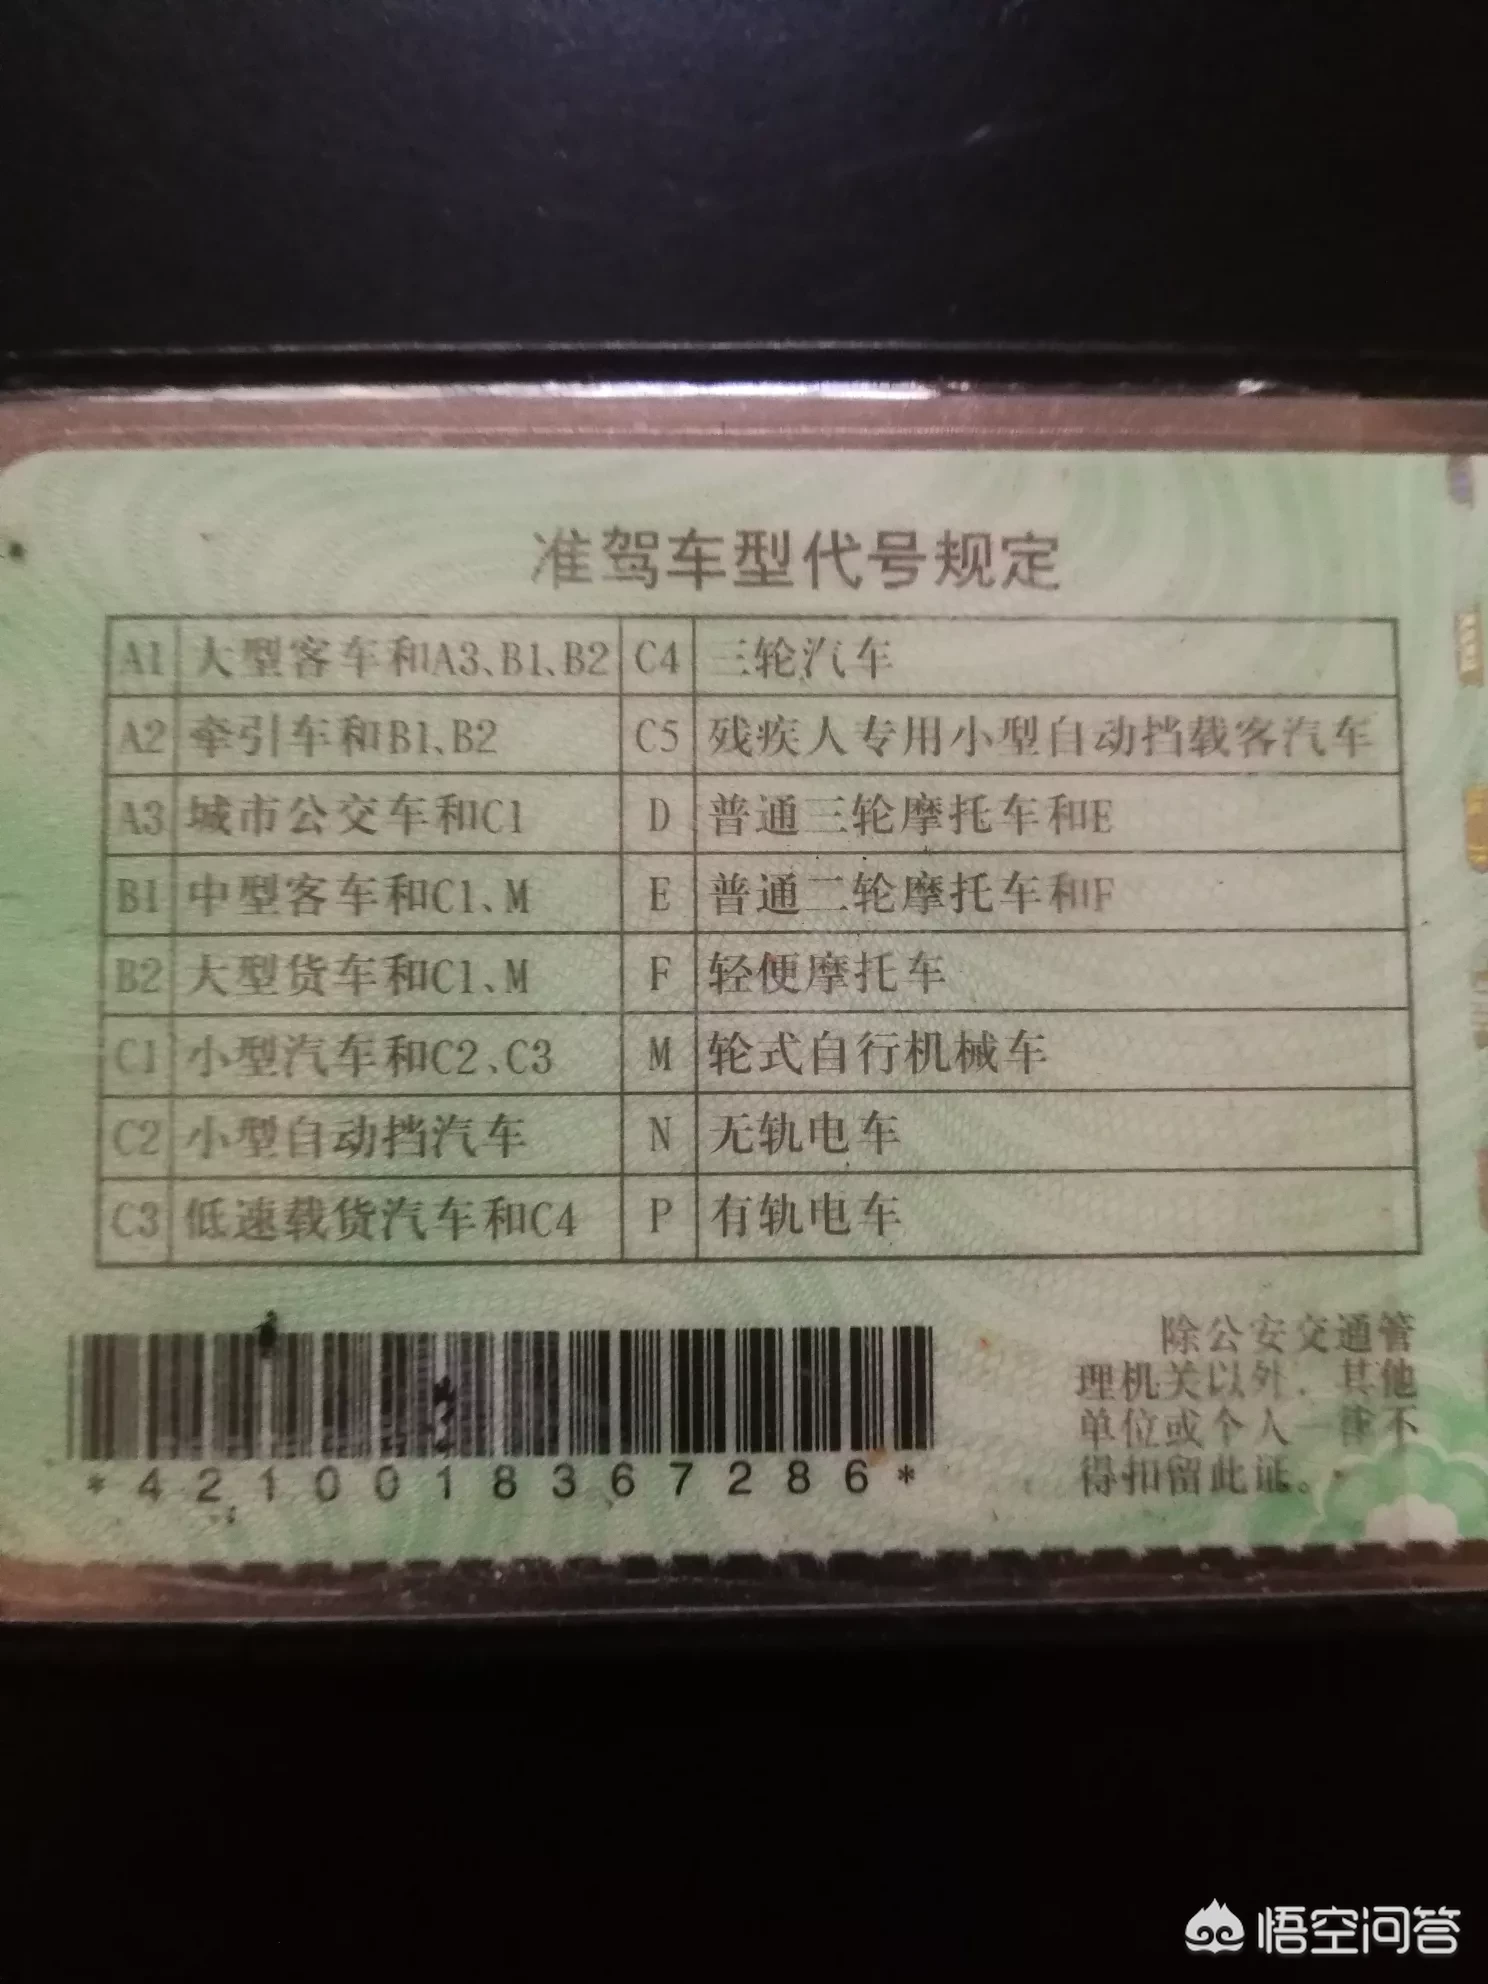 准驾车型代号规定
A1 大型客车和A3、B1、B2 C4 三轮汽车
A2 牵引车和B1、B2 C5 残疾人专用小型自动挡载客汽车
A3 城市公交车和C1 D 普通三轮摩托车和E
B1 中型客车和C1、M E 普通二轮摩托车和F
B2 大型货车和C1、M F 轻便摩托车
C1 小型汽车和C2、C3 M 轮式自行机械车
C2 小型自动挡汽车 N 无轨电车
C3 低速载货汽车和C4 P 有轨电车
除公安交通管
理机关以外，其他
单位或个人一律不
得扣留此证。
*4210018367286*
悟空问答